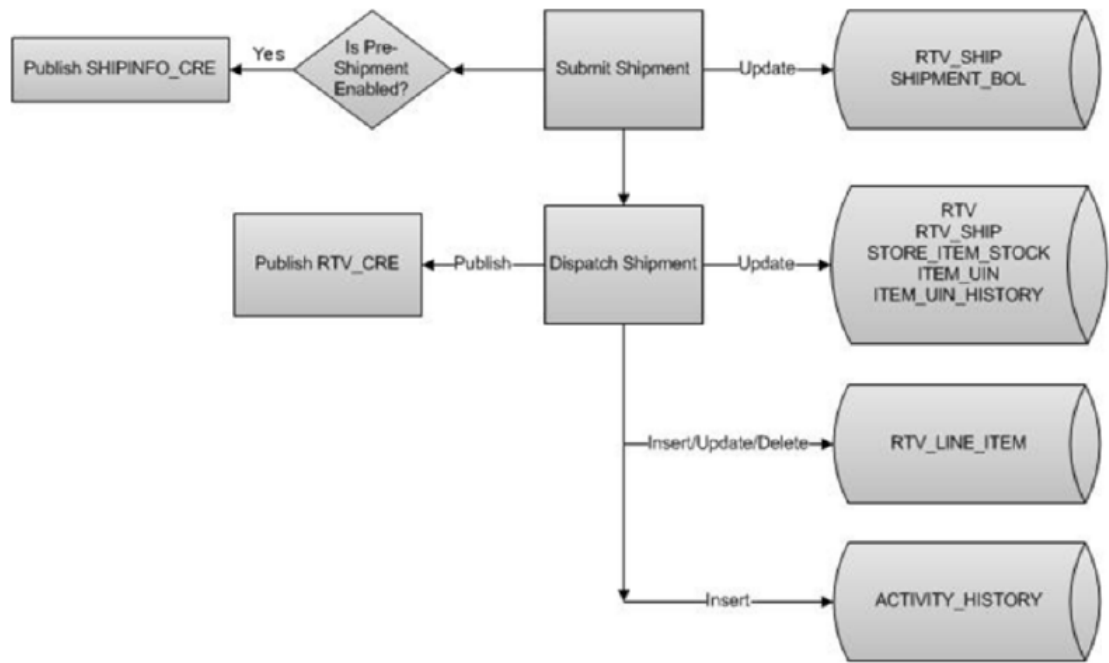 Publish SHIPINFO_CRE
Yes
Is Pre-
Shipment
Enabled?
Submit Shipment
Update
RTV_SHIP
SHIPMENT_BOL
Publish RTV_CRE
Publish
Dispatch Shipment
Update
RTV
RTV_SHIP
STORE_ITEM_STOCK
ITEM_UIN
ITEM_UIN_HISTORY
Insert/Update/Delete
RTV_LINE_ITEM
Insert
ACTIVITY_HISTORY